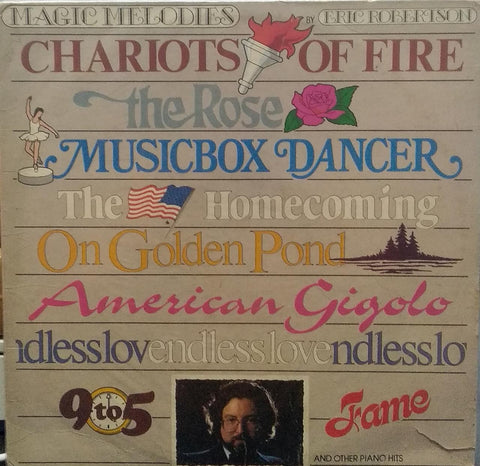 MAGIC MELODIES BY ERIC ROBERTSON
CHARIOTS OF FIRE
the Rose
MUSICBOX DANCER
The Homecoming
On Golden Pond
American Gigolo
ndlesslovendlesslovendlesslo
9 to 5
Fame
AND OTHER PIANO HITS